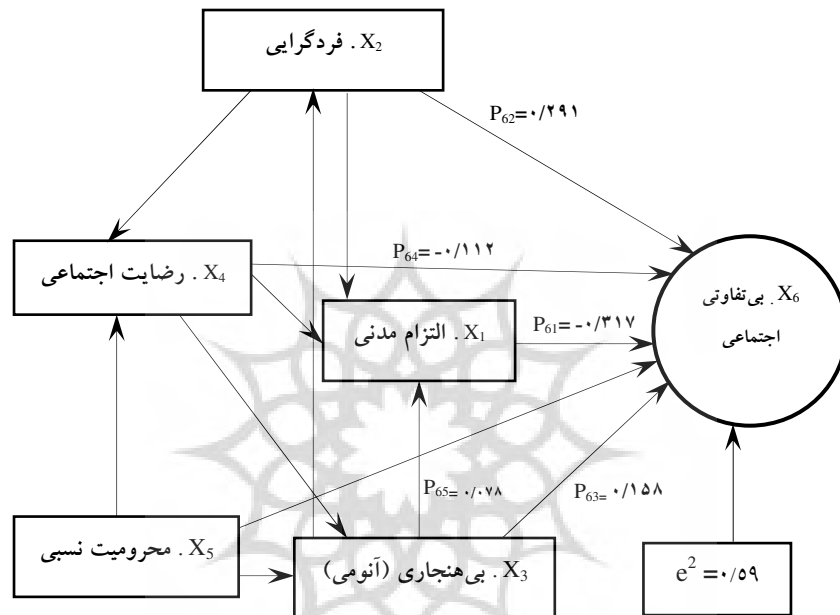 X₂ . فردگرایی
P₆₂=۰/۲۹۱
P₆₄=-۰/۱۱۲
X₄ . رضایت اجتماعی
X₆ . بی‌تفاوتی
اجتماعی
X₁ . التزام مدنی
P₆₁=-۰/۳۱۷
P₆₅=۰/۰۷۸
P₆₃=۰/۱۵۸
X₅ . محرومیت نسبی
X₃ . بی‌هنجاری (آنومی)
e² =۰/۵۹